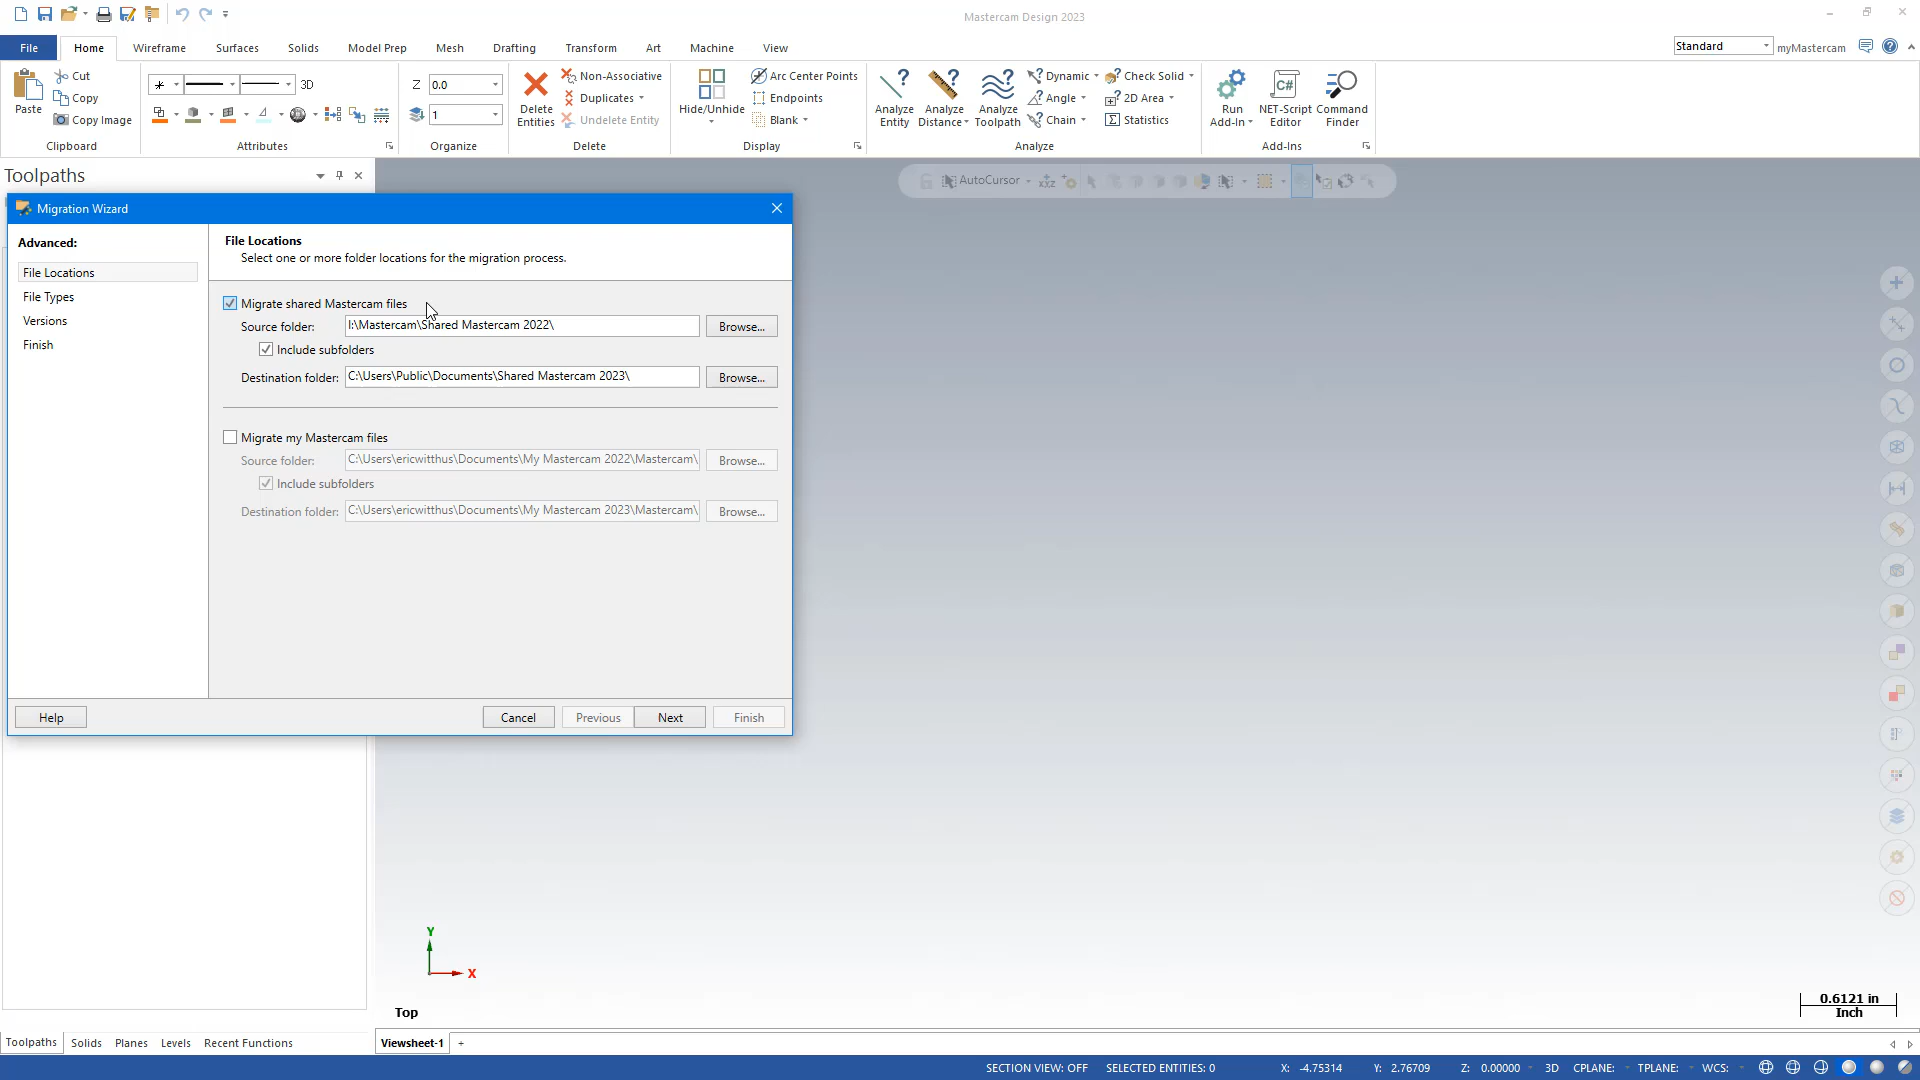 Mastercam Design 2023
File
Home
Wireframe
Surfaces
Solids
Model Prep
Mesh
Drafting
Transform
Art
Machine
View
Standard
myMastercam
Paste
Cut
Copy
Copy Image
Clipboard
3D
Attributes
Z
0.0
1
Organize
Delete
Entities
Non-Associative
Duplicates
Undelete Entity
Delete
Hide/Unhide
Arc Center Points
Endpoints
Blank
Display
Analyze
Entity
Analyze
Distance
Analyze
Toolpath
Dynamic
Angle
Chain
Check Solid
2D Area
Statistics
Analyze
Run
Add-In
C#
NET-Script
Editor
Command
Finder
Add-Ins
Toolpaths
AutoCursor
Migration Wizard
Advanced:
File Locations
File Types
Versions
Finish
File Locations
Select one or more folder locations for the migration process.
Migrate shared Mastercam files
Source folder:
I:\Mastercam\Shared Mastercam 2022\
Browse...
Include subfolders
Destination folder:
C:\Users\Public\Documents\Shared Mastercam 2023\
Browse...
Migrate my Mastercam files
Source folder:
C:\Users\ericwitthus\Documents\My Mastercam 2022\Mastercam\
Browse...
Include subfolders
Destination folder:
C:\Users\ericwitthus\Documents\My Mastercam 2023\Mastercam\
Browse...
Help
Cancel
Previous
Next
Finish
Y
X
Top
0.6121 in
Inch
Toolpaths
Solids
Planes
Levels
Recent Functions
Viewsheet-1
+
SECTION VIEW: OFF
SELECTED ENTITIES: 0
X: -4.75314
Y: 2.76709
Z: 0.00000
3D
CPLANE:
TPLANE:
WCS: